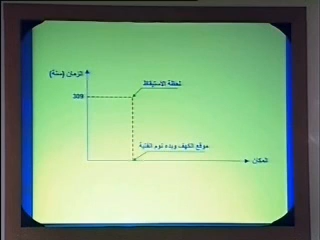 الزمان (سنة)
لحظة الاستيقاظ
309
موقع الكهف وبدء نوم الفتية
المكان